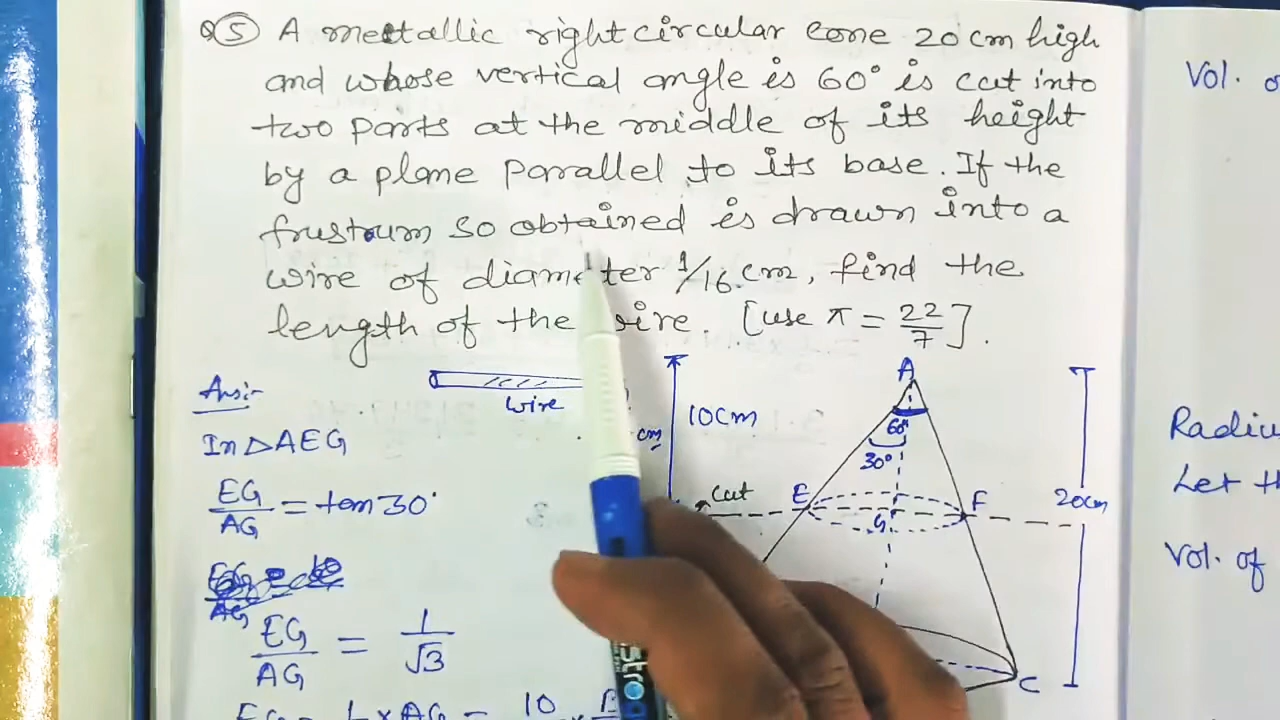 Q⑤ A metallic right circular cone 20 cm high
and whose vertical angle is 60° is cut into
two parts at the middle of its height
by a plane parallel to its base. If the
frustum so obtained is drawn into a
wire of diameter 1/16 cm, find the
length of the wire. [use π = 22/7].
Ans:-
wire
In △AEG
EG/AG = tan 30°
EG/AG = 1/√3
A
60°
30°
10cm
cm
cut
E
G
F
20cm
C
Vol.
Radiu
Let th
Vol. of